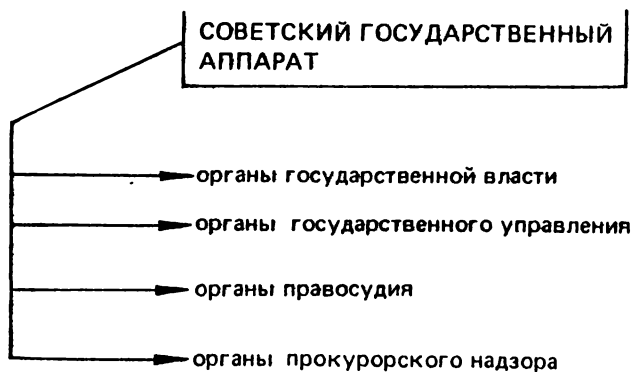 СОВЕТСКИЙ ГОСУДАРСТВЕННЫЙ
АППАРАТ
органы государственной власти
органы государственного управления
органы правосудия
органы прокурорского надзора